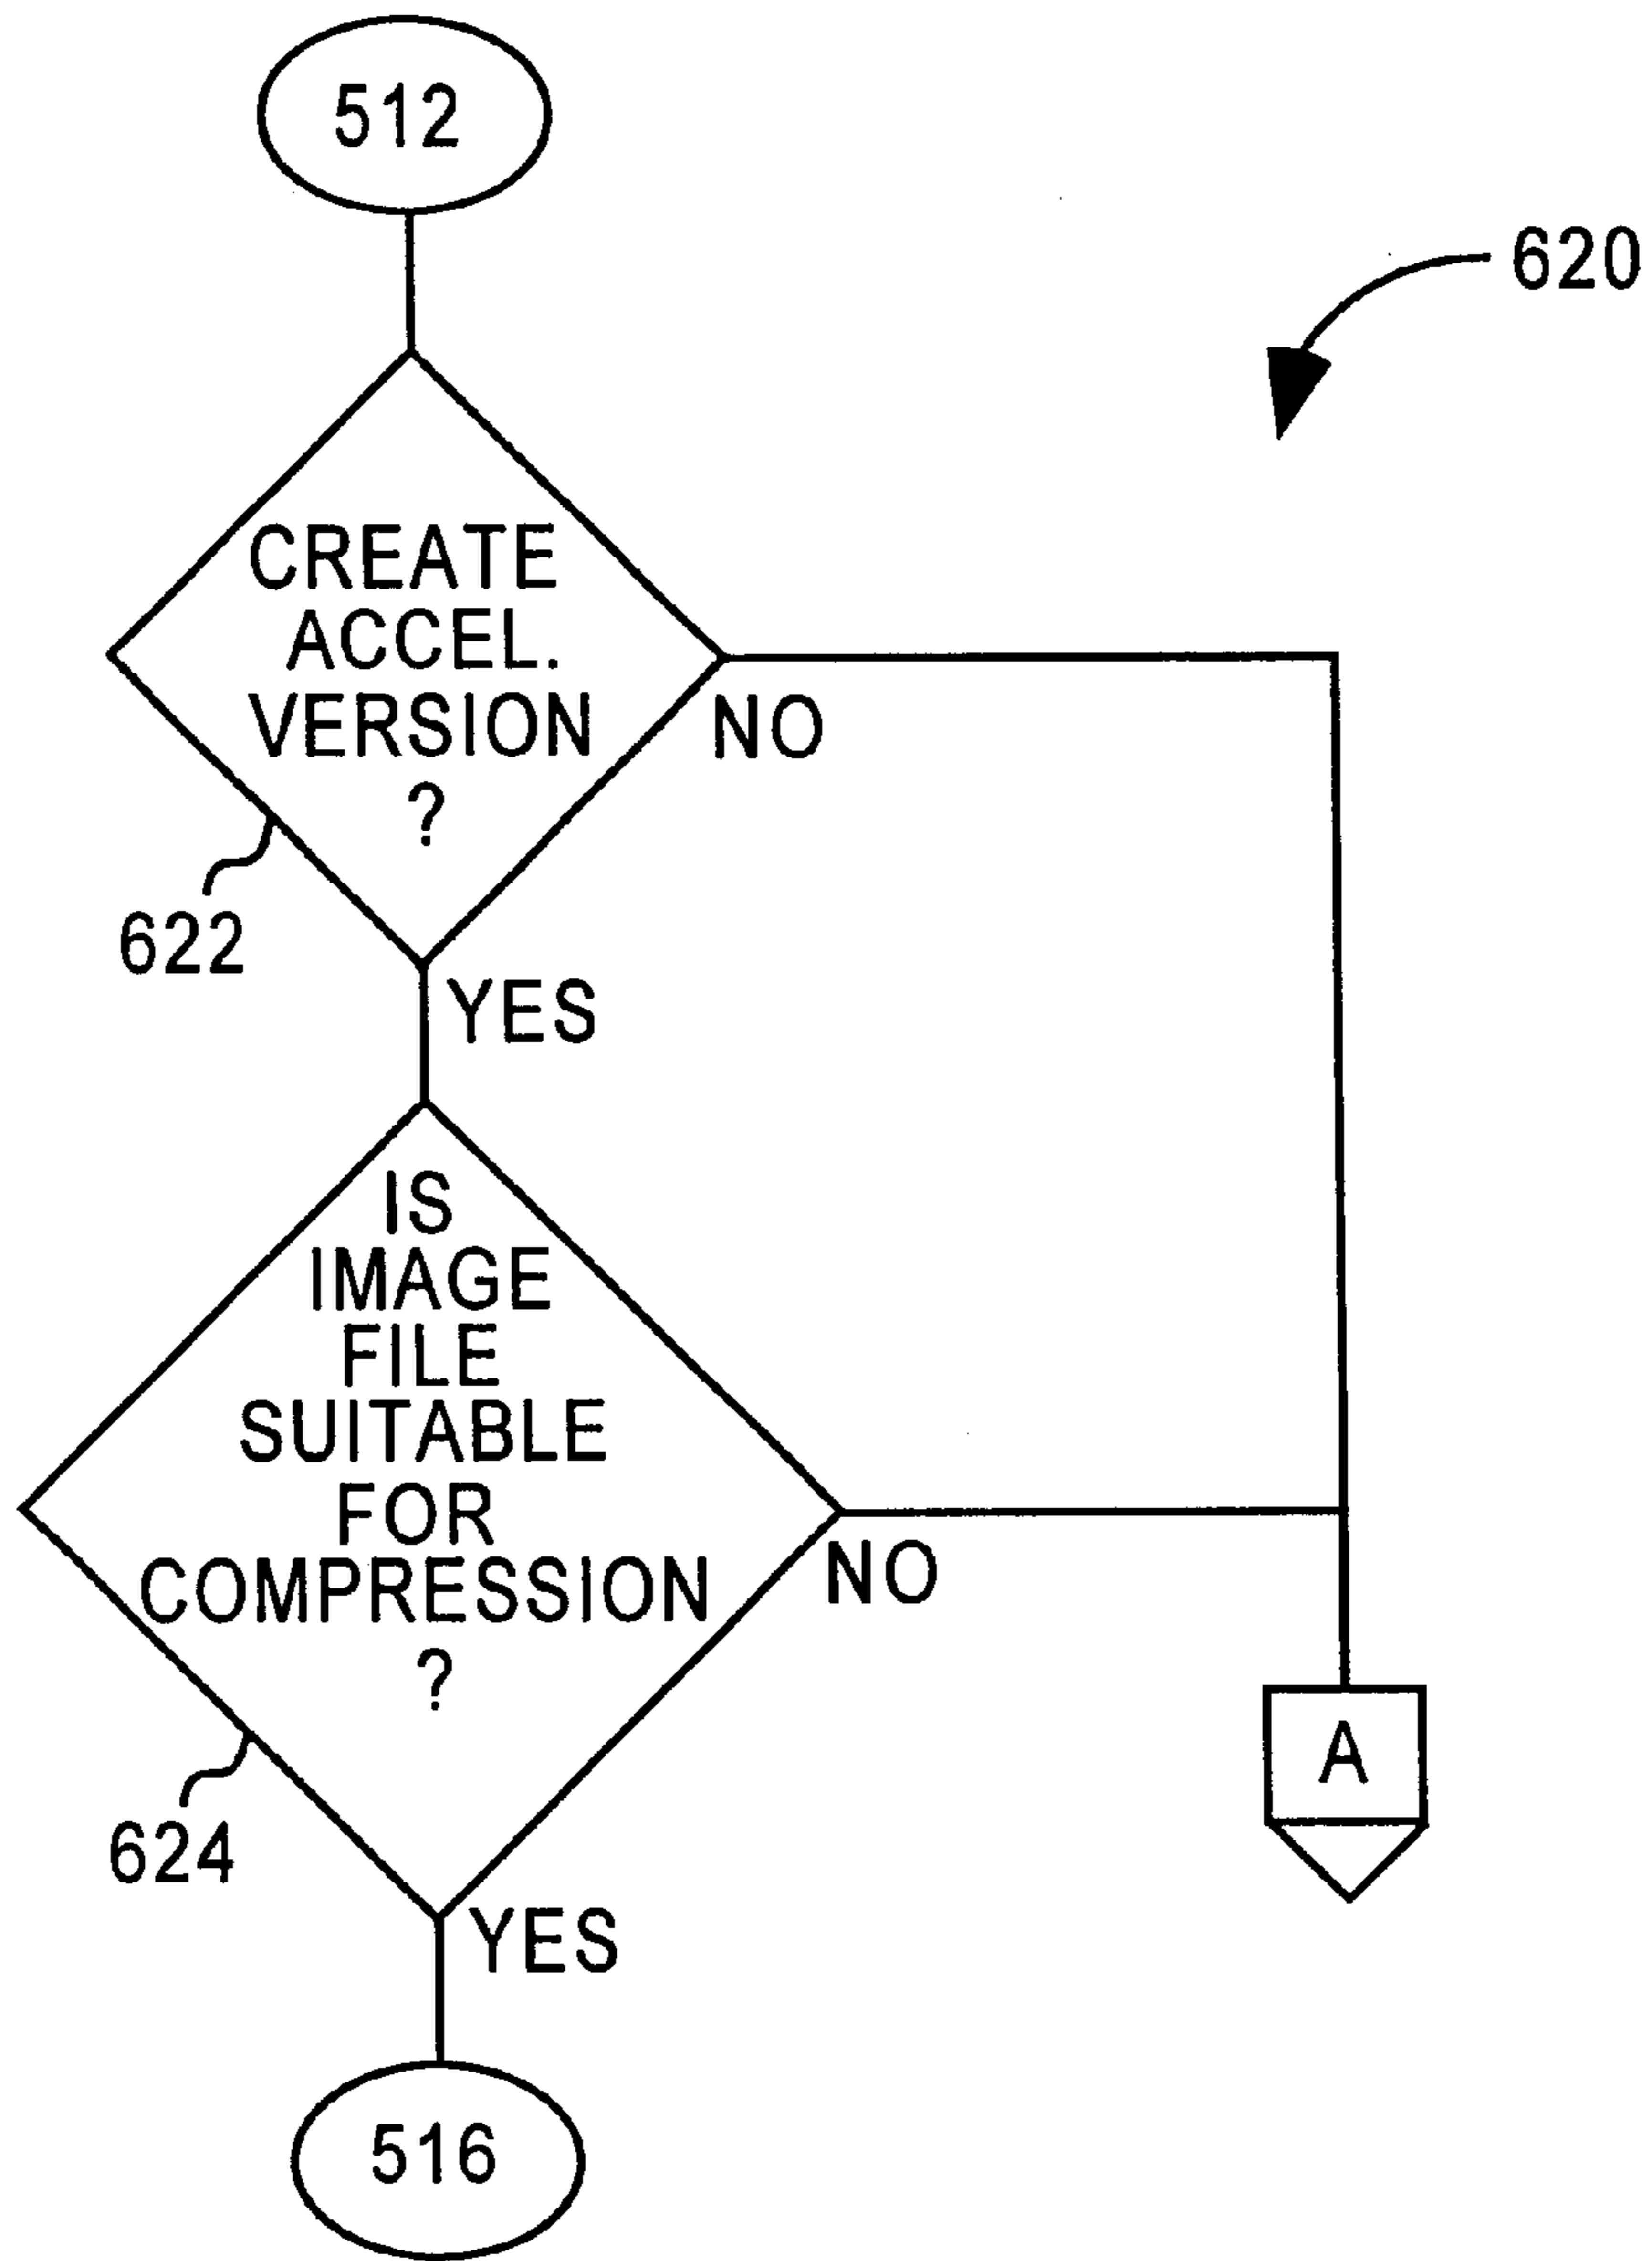 512
620
CREATE
ACCEL.
VERSION
?
NO
622
YES
IS
IMAGE
FILE
SUITABLE
FOR
COMPRESSION
?
NO
A
624
YES
516